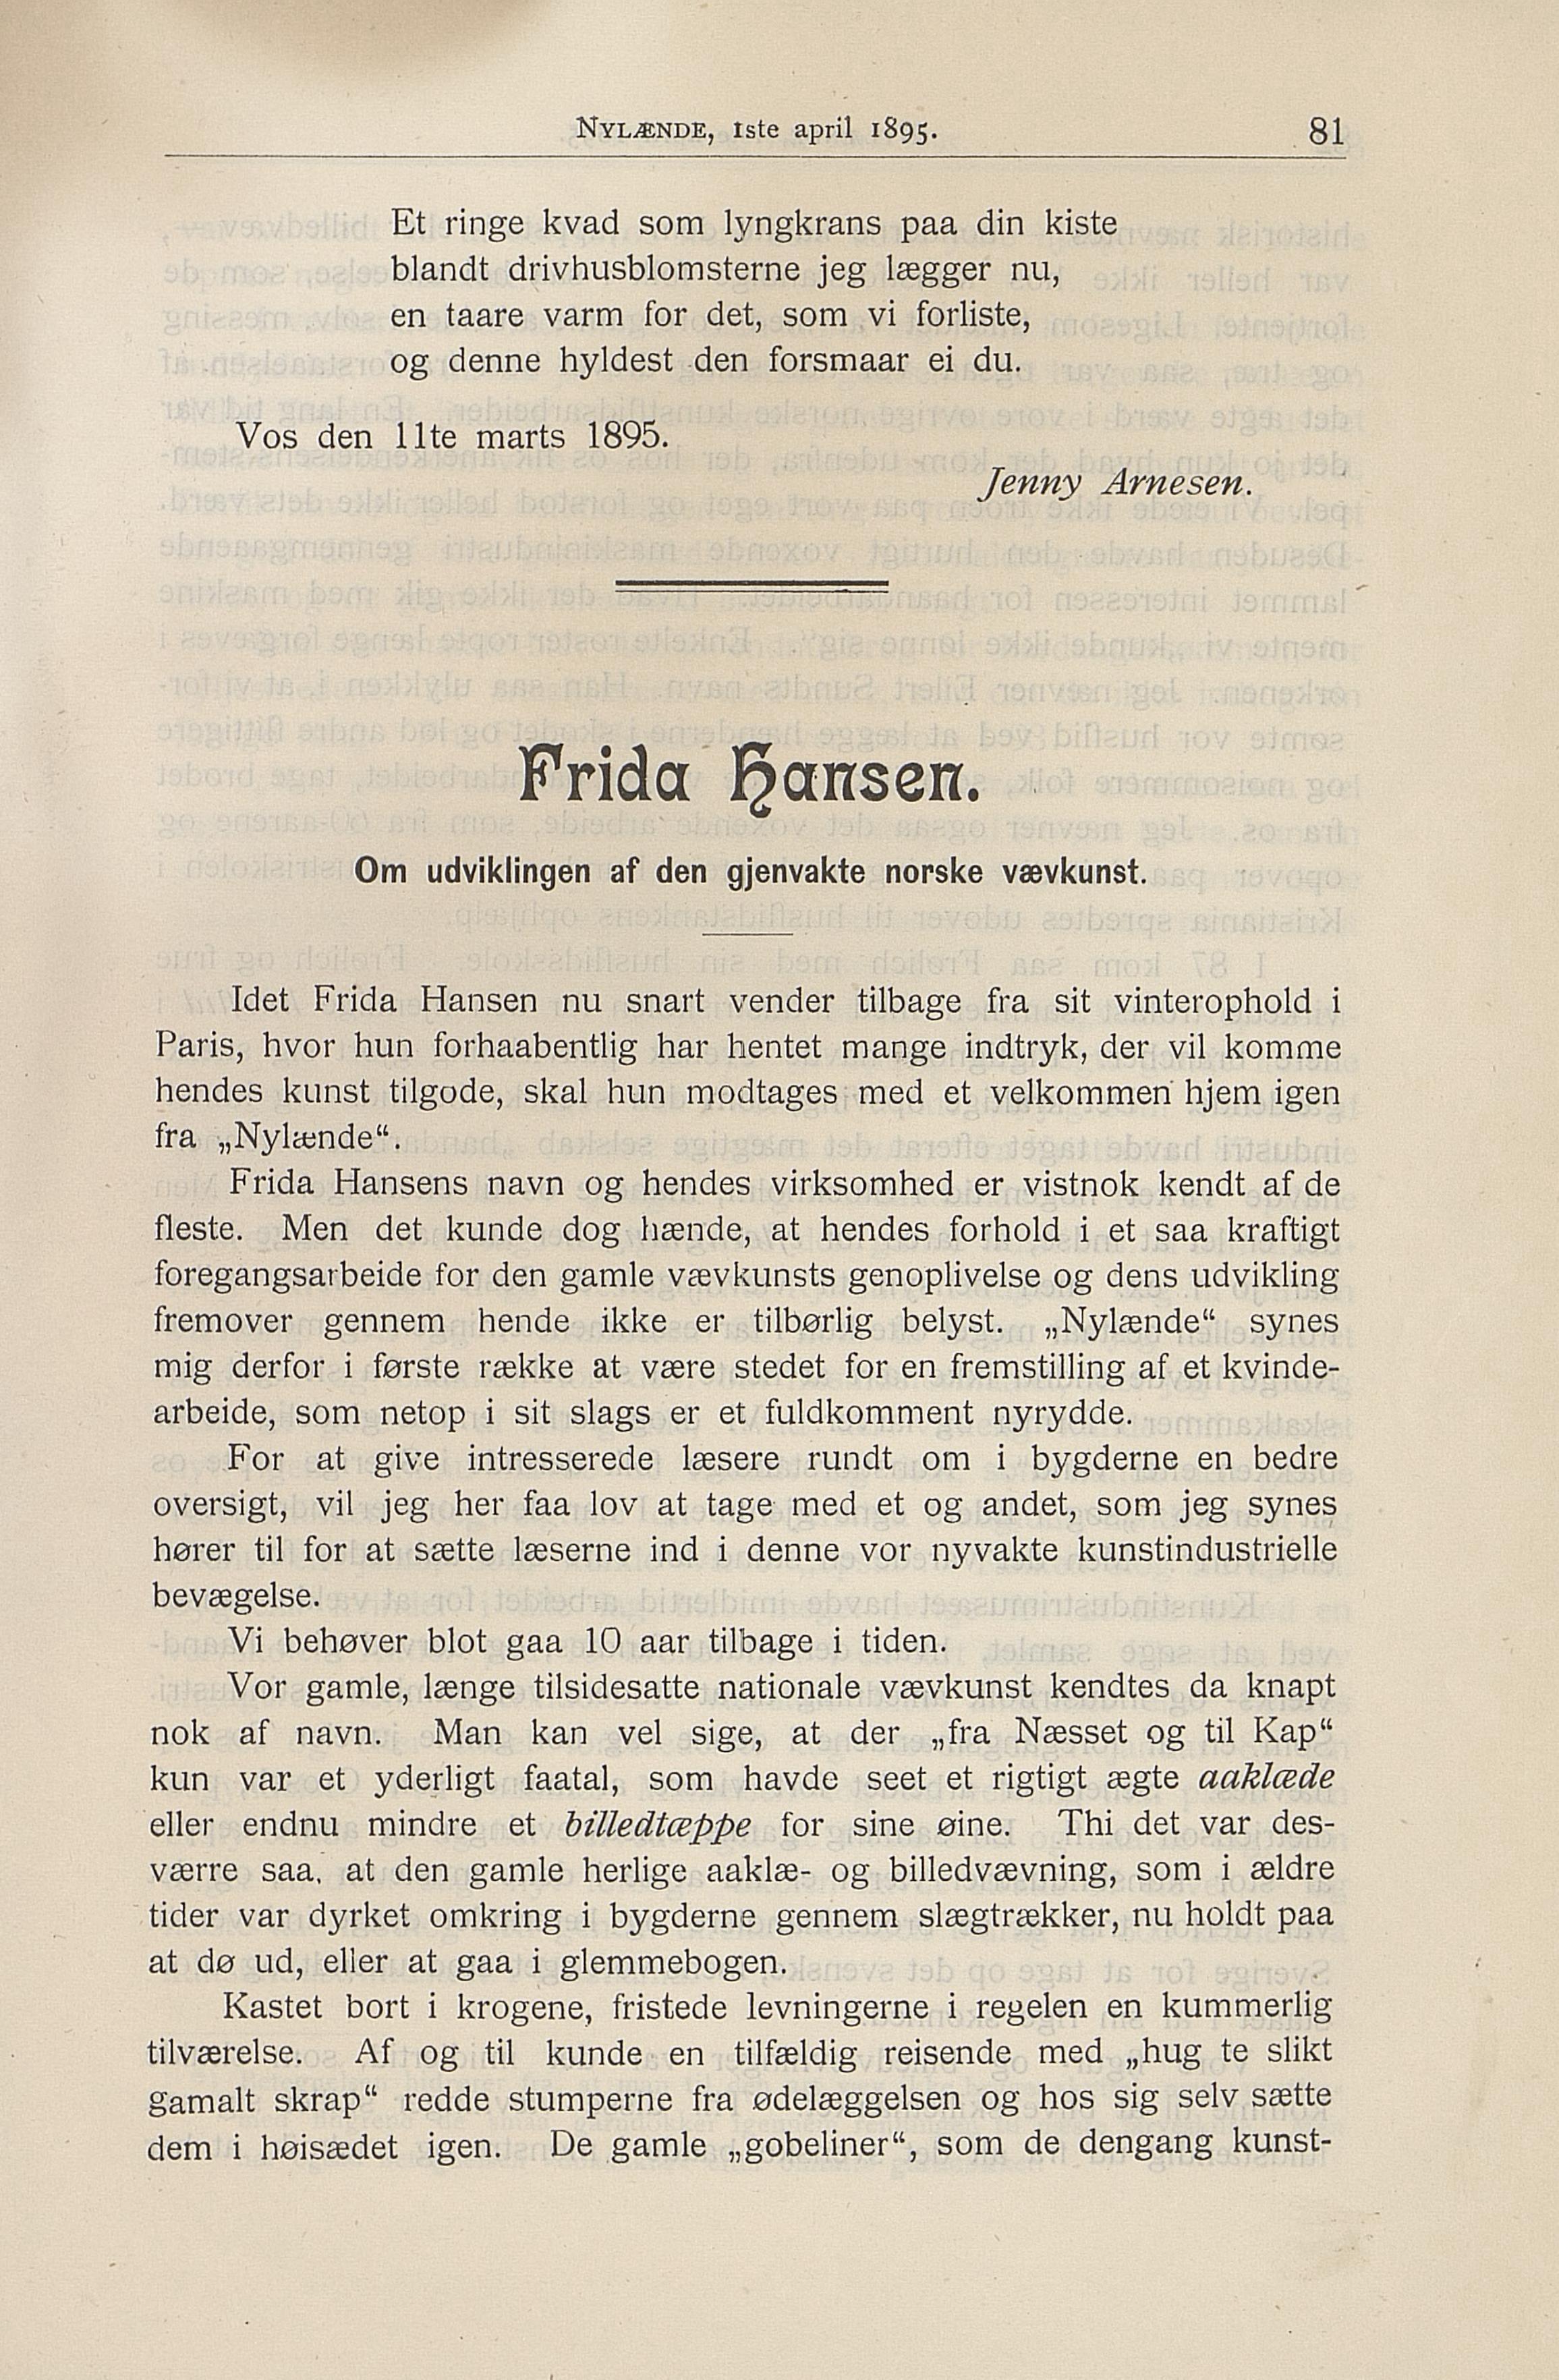 Nylænde, 1ste april 1895. 81
Et ringe kvad som lyngkrans paa din kiste
blandt drivhusblomsterne jeg lægger nu,
en taare varm for det, som vi forliste,
og denne hyldest den forsmaar ei du.
Vos den 11te marts 1895.
Jenny Arnesen.
Frida Hansen.
Om udviklingen af den gjenvakte norske vævkunst.
Idet Frida Hansen nu snart vender tilbage fra sit vinterophold i
Paris, hvor hun forhaabentlig har hentet mange indtryk, der vil komme
hendes kunst tilgode, skal hun modtages med et velkommen hjem igen
fra „Nylænde“.
Frida Hansens navn og hendes virksomhed er vistnok kendt af de
fleste. Men det kunde dog hænde, at hendes forhold i et saa kraftigt
foregangsarbeide for den gamle vævkunsts genoplivelse og dens udvikling
fremover gennem hende ikke er tilbørlig belyst. „Nylænde“ synes
mig derfor i første række at være stedet for en fremstilling af et kvinde-
arbeide, som netop i sit slags er et fuldkomment nyrydde.
For at give intresserede læsere rundt om i bygderne en bedre
oversigt, vil jeg her faa lov at tage med et og andet, som jeg synes
hører til for at sætte læserne ind i denne vor nyvakte kunstindustrielle
bevægelse.
Vi behøver blot gaa 10 aar tilbage i tiden.
Vor gamle, længe tilsidesatte nationale vævkunst kendtes da knapt
nok af navn. Man kan vel sige, at der „fra Næsset og til Kap“
kun var et yderligt faatal, som havde seet et rigtigt ægte aaklæde
eller endnu mindre et billedtæppe for sine øine. Thi det var des-
værre saa, at den gamle herlige aaklæ- og billedvævning, som i ældre
tider var dyrket omkring i bygderne gennem slægtrækker, nu holdt paa
at dø ud, eller at gaa i glemmebogen.
Kastet bort i krogene, fristede levningerne i regelen en kummerlig
tilværelse. Af og til kunde en tilfældig reisende med „hug te slikt
gamalt skrap“ redde stumperne fra ødelæggelsen og hos sig selv sætte
dem i høisædet igen. De gamle „gobeliner“, som de dengang kunst-